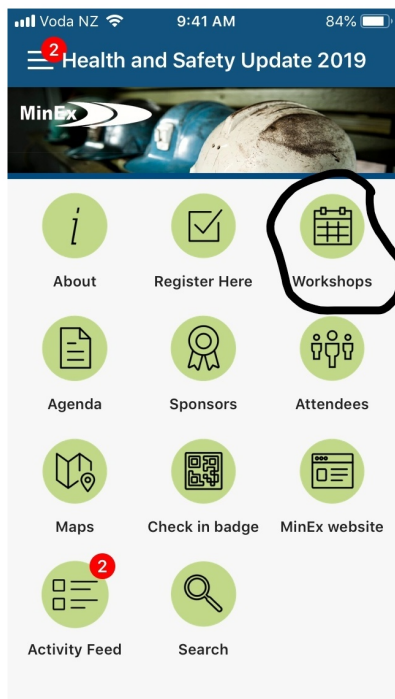 Voda NZ 9:41 AM 84%
2
Health and Safety Update 2019
MinEx
i
About Register Here Workshops
Agenda Sponsors Attendees
Maps Check in badge MinEx website
2
Activity Feed Search